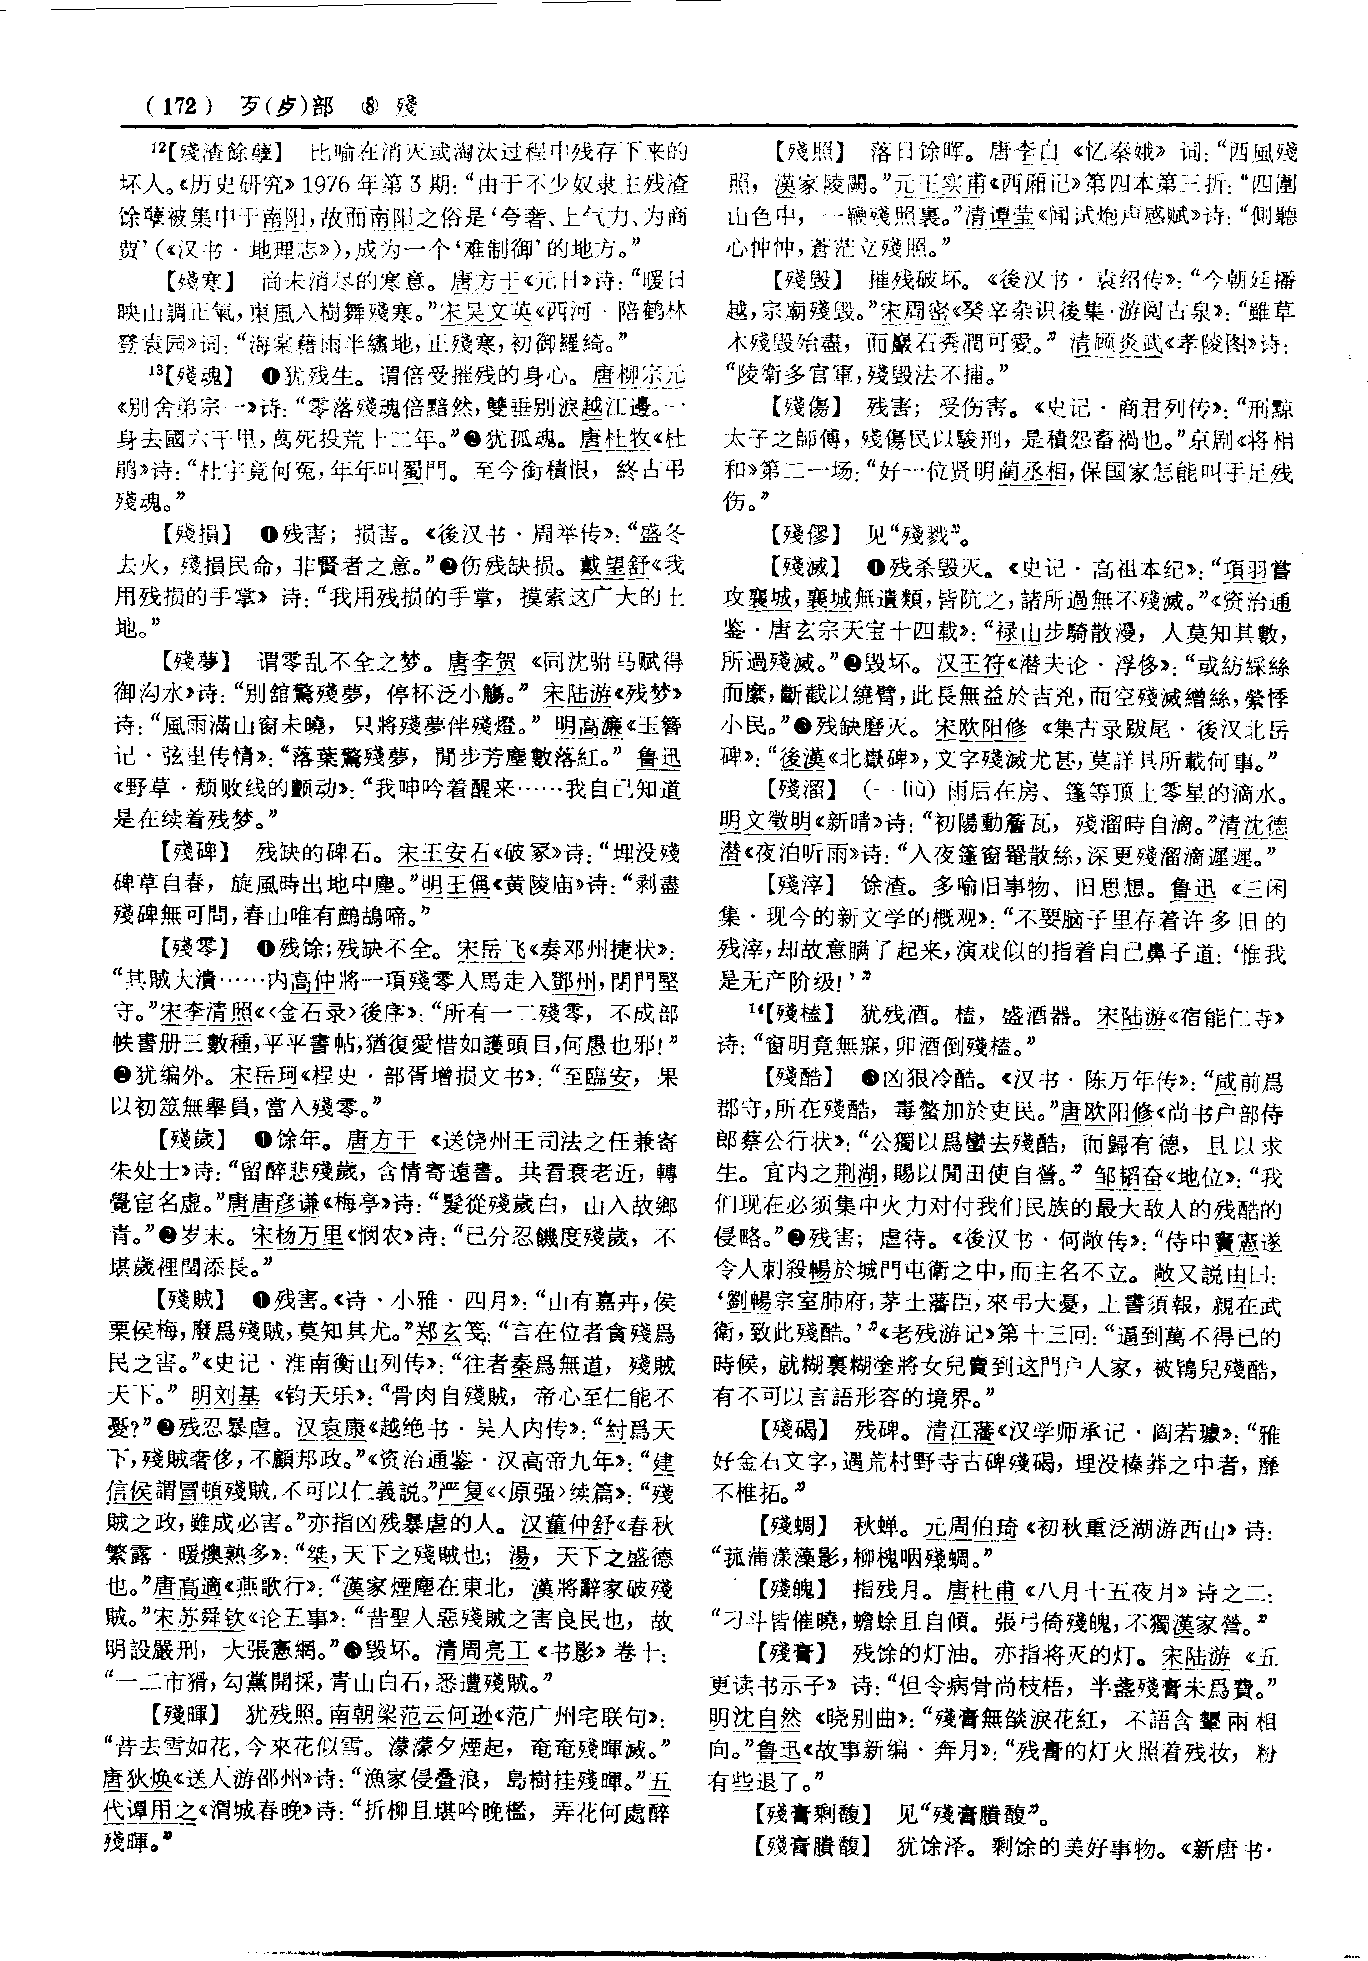 (172) 歹(歺)部 ⑧ 殘
¹²【殘渣餘孽】 比喻在消灭或淘汰过程中残存下来的
坏人。《历史研究》1976年第3期：“由于不少奴隶主残渣
馀孽被集中于南阳，故而南阳之俗是‘夸奢、上气力、为商
贾’（《汉书·地理志》），成为一个‘难制御’的地方。”
【殘寒】 尚未消尽的寒意。唐方干《元日》诗：“暖日
映山調正氣，東風入樹舞殘寒。”宋吴文英《西河·陪鹤林
登袁园》词：“海棠藉雨半繡地，正殘寒，初御羅綺。”
¹³【殘魂】 ❶犹残生。谓倍受摧残的身心。唐柳宗元
《别舍弟宗一》诗：“零落殘魂倍黯然，雙垂别淚越江邊。一
身去國六千里，萬死投荒十二年。”❷犹孤魂。唐杜牧《杜
鹃》诗：“杜宇竟何冤，年年叫蜀門。至今銜積恨，終古弔
殘魂。”
【殘損】 ❶残害；损害。《後汉书·周举传》：“盛冬
去火，殘損民命，非賢者之意。”❷伤残缺损。戴望舒《我
用残损的手掌》诗：“我用残损的手掌，摸索这广大的土
地。”
【殘夢】 谓零乱不全之梦。唐李贺《同沈驸马赋得
御沟水》诗：“别舘驚殘夢，停杯泛小觴。”宋陆游《残梦》
诗：“風雨滿山窗未曉，只將殘夢伴殘燈。”明高濂《玉簪
记·弦里传情》：“落葉驚殘夢，閒步芳塵數落紅。”鲁迅
《野草·颓败线的颤动》：“我呻吟着醒来……我自己知道
是在续着残梦。”
【殘碑】 残缺的碑石。宋王安石《破冢》诗：“埋没殘
碑草自春，旋風時出地中塵。”明王偁《黄陵庙》诗：“剥盡
殘碑無可問，春山唯有鷓鴣啼。”
【殘零】 ❶残馀；残缺不全。宋岳飞《奏邓州捷状》：
“其賊大潰……内高仲將一項殘零人馬走入鄧州，閉門堅
守。”宋李清照《〈金石录〉後序》：“所有一二殘零，不成部
帙書册三數種，平平書帖，猶復愛惜如護頭目，何愚也邪！”
❷犹编外。宋岳珂《桯史·部胥增损文书》：“至臨安，果
以初筮無舉員，當入殘零。”
【殘歲】 ❶馀年。唐方干《送饶州王司法之任兼寄
朱处士》诗：“留醉悲殘歲，含情寄遠書。共看衰老近，轉
覺宦名虚。”唐唐彦谦《梅亭》诗：“髮從殘歲白，山入故鄉
青。”❷岁末。宋杨万里《悯农》诗：“已分忍饑度殘歲，不
堪歲裡閏添長。”
【殘賊】 ❶残害。《诗·小雅·四月》：“山有嘉卉，侯
栗侯梅，廢爲殘賊，莫知其尤。”郑玄笺：“言在位者貪殘爲
民之害。”《史记·淮南衡山列传》：“往者秦爲無道，殘賊
天下。”明刘基《钧天乐》：“骨肉自殘賊，帝心至仁能不
憂？”❷残忍暴虐。汉袁康《越绝书·吴人内传》：“紂爲天
下，殘賊奢侈，不顧邦政。”《资治通鉴·汉高帝九年》：“建
信侯謂冒頓殘賊，不可以仁義説。”严复《〈原强〉续篇》：“殘
賊之政，雖成必害。”亦指凶残暴虐的人。汉董仲舒《春秋
繁露·暖燠孰多》：“桀，天下之殘賊也；湯，天下之盛德
也。”唐高適《燕歌行》：“漢家煙塵在東北，漢將辭家破殘
賊。”宋苏舜钦《论五事》：“昔聖人惡殘賊之害良民也，故
明設嚴刑，大張憲網。”❸毁坏。清周亮工《书影》卷十：
“一二市猾，勾黨開採，青山白石，悉遭殘賊。”
【殘暉】 犹残照。南朝梁范云何逊《范广州宅联句》：
“昔去雪如花，今來花似雪。濛濛夕煙起，奄奄殘暉滅。”
唐狄焕《送人游邵州》诗：“漁家侵叠浪，島樹挂殘暉。”五
代谭用之《渭城春晚》诗：“折柳且堪吟晚檻，弄花何處醉
殘暉。”
【殘照】 落日馀晖。唐李白《忆秦娥》词：“西風殘
照，漢家陵闕。”元王实甫《西厢记》第四本第三折：“四圍
山色中，一鞭殘照裏。”清谭莹《闻试炮声感赋》诗：“側聽
心忡忡，蒼茫立殘照。”
【殘毁】 摧残破坏。《後汉书·袁绍传》：“今朝廷播
越，宗廟殘毁。”宋周密《癸辛杂识後集·游阅古泉》：“雖草
木殘毁殆盡，而巖石秀潤可愛。”清顾炎武《孝陵图》诗：
“陵衛多官軍，殘毁法不捕。”
【殘傷】 残害；受伤害。《史记·商君列传》：“刑黥
太子之師傅，殘傷民以駿刑，是積怨畜禍也。”京剧《将相
和》第二一场：“好一位贤明蔺丞相，保国家怎能叫手足残
伤。”
【殘僇】 见“殘戮”。
【殘滅】 ❶残杀毁灭。《史记·高祖本纪》：“項羽嘗
攻襄城，襄城無遺類，皆阬之，諸所過無不殘滅。”《资治通
鉴·唐玄宗天宝十四载》：“禄山步騎散漫，人莫知其數，
所過殘滅。”❷毁坏。汉王符《潜夫论·浮侈》：“或紡綵絲
而縻，斷截以繞臂，此長無益於吉兇，而空殘滅繒絲，縈悸
小民。”❸残缺磨灭。宋欧阳修《集古录跋尾·後汉北岳
碑》：“後漢《北嶽碑》，文字殘滅尤甚，莫詳其所載何事。”
【殘溜】 (－liù) 雨后在房、篷等顶上零星的滴水。
明文徵明《新晴》诗：“初陽動簷瓦，殘溜時自滴。”清沈德
潜《夜泊听雨》诗：“入夜篷窗罨散絲，深更殘溜滴遲遲。”
【殘滓】 馀渣。多喻旧事物、旧思想。鲁迅《三闲
集·现今的新文学的概观》：“不要脑子里存着许多旧的
残滓，却故意瞒了起来，演戏似的指着自己鼻子道：‘惟我
是无产阶级！’”
¹⁴【殘榼】 犹残酒。榼，盛酒器。宋陆游《宿能仁寺》
诗：“窗明竟無寐，卯酒倒殘榼。”
【殘酷】 ❶凶狠冷酷。《汉书·陈万年传》：“咸前爲
郡守，所在殘酷，毒螫加於吏民。”唐欧阳修《尚书户部侍
郎蔡公行状》：“公獨以爲蠻去殘酷，而歸有德，且以求
生。宜内之荆湖，賜以閒田使自營。”邹韬奋《地位》：“我
们现在必须集中火力对付我们民族的最大敌人的残酷的
侵略。”❷残害；虐待。《後汉书·何敞传》：“侍中竇憲遂
令人刺殺暢於城門屯衛之中，而主名不立。敞又説由曰：
‘劉暢宗室肺府，茅土藩臣，來弔大憂，上書須報，親在武
衛，致此殘酷。’”《老残游记》第十三回：“逼到萬不得已的
時候，就糊裏糊塗將女兒賣到这門户人家，被鴇兒殘酷，
有不可以言語形容的境界。”
【殘碣】 残碑。清江藩《汉学师承记·阎若璩》：“雅
好金石文字，遇荒村野寺古碑殘碣，埋没榛莽之中者，靡
不椎拓。”
【殘蜩】 秋蝉。元周伯琦《初秋重泛湖游西山》诗：
“菰蒲漾藻影，柳槐咽殘蜩。”
【殘魄】 指残月。唐杜甫《八月十五夜月》诗之二：
“刁斗皆催曉，蟾蜍且自傾。張弓倚殘魄，不獨漢家營。”
【殘膏】 残馀的灯油。亦指将灭的灯。宋陆游《五
更读书示子》诗：“但令病骨尚枝梧，半盏殘膏未爲費。”
明沈自然《晓别曲》：“殘膏無燄淚花紅，不語含顰兩相
向。”鲁迅《故事新编·奔月》：“残膏的灯火照着残妆，粉
有些退了。”
【殘膏剩馥】 见“殘膏賸馥”。
【殘膏賸馥】 犹馀泽。剩馀的美好事物。《新唐书·